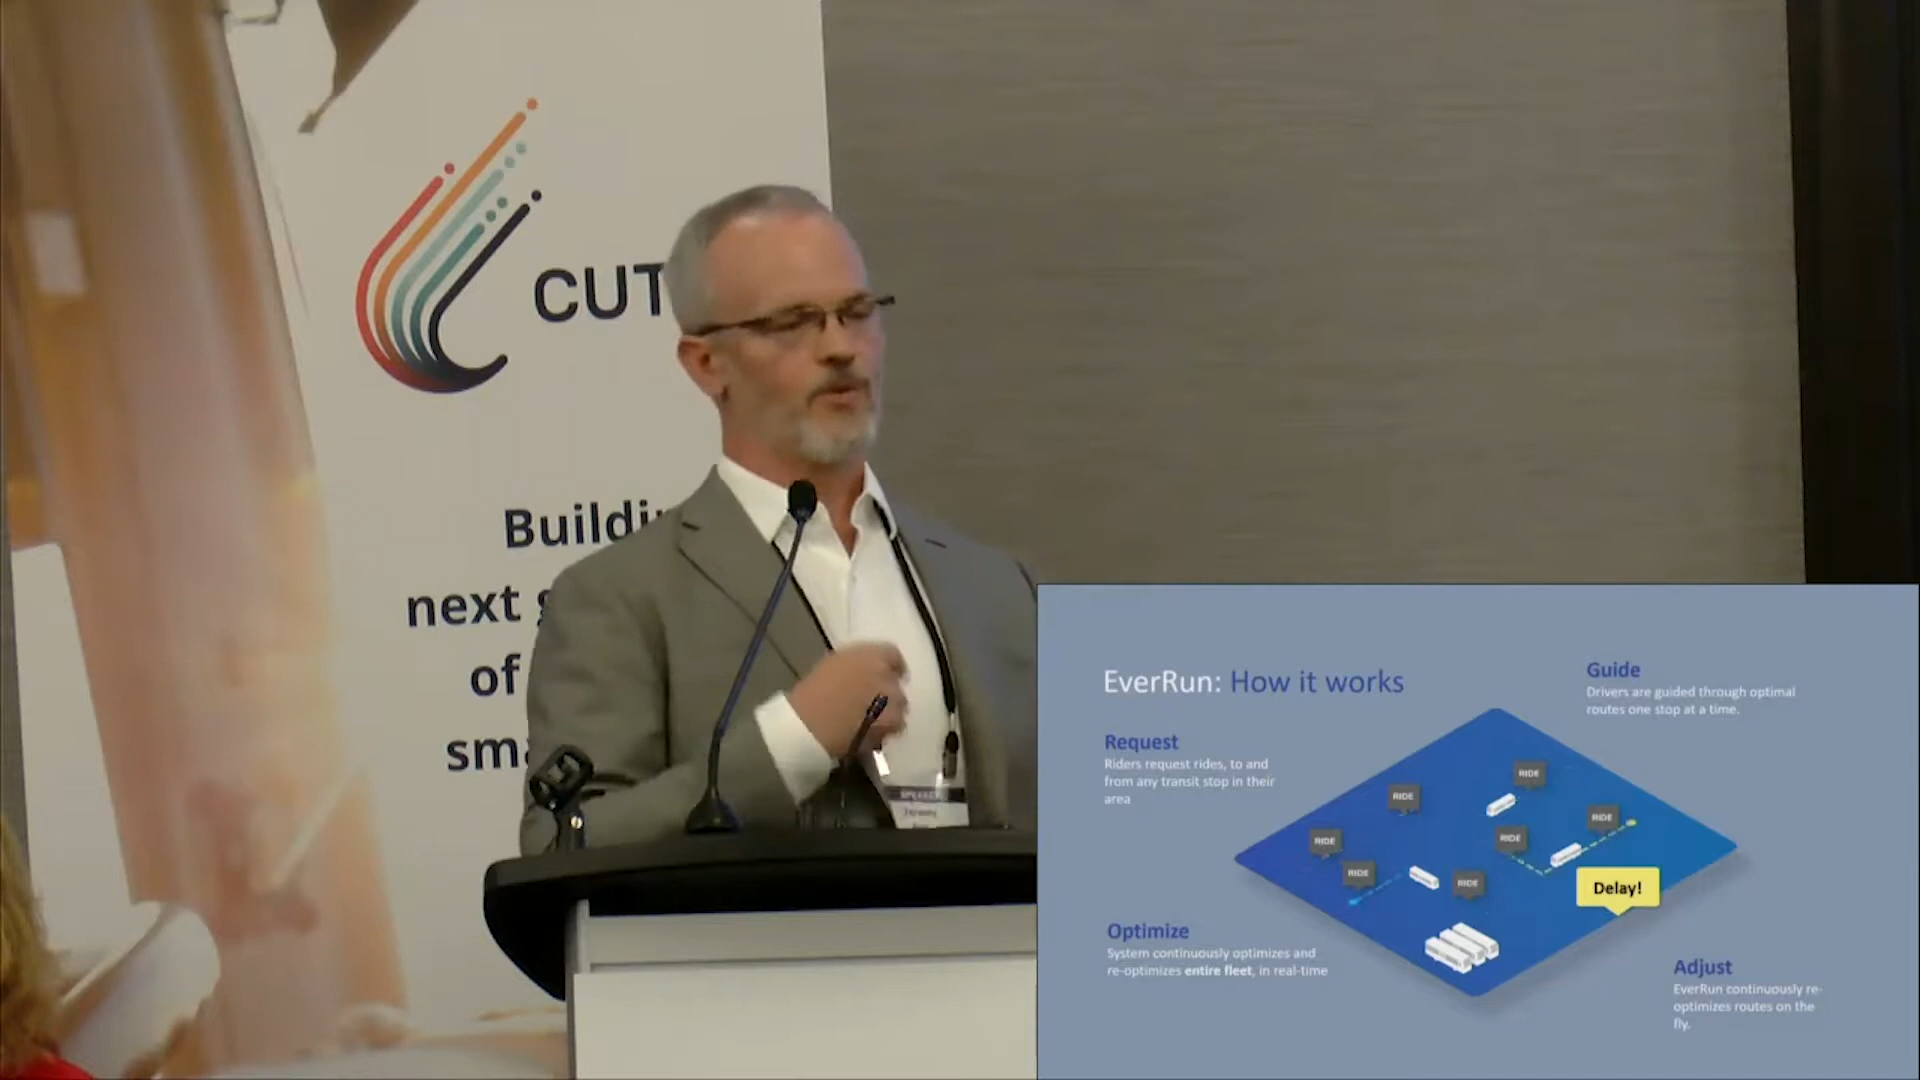 CUT
Buildi
next
of
sma
SPEAKER
EverRun: How it works
Guide
Drivers are guided through optimal
routes one stop at a time.
Request
Riders request rides, to and
from any transit stop in their
area
RIDE
RIDE
RIDE
RIDE
RIDE
RIDE
RIDE
Delay!
Optimize
System continuously optimizes and
re-optimizes entire fleet, in real-time
Adjust
EverRun continuously re-
optimizes routes on the
fly.